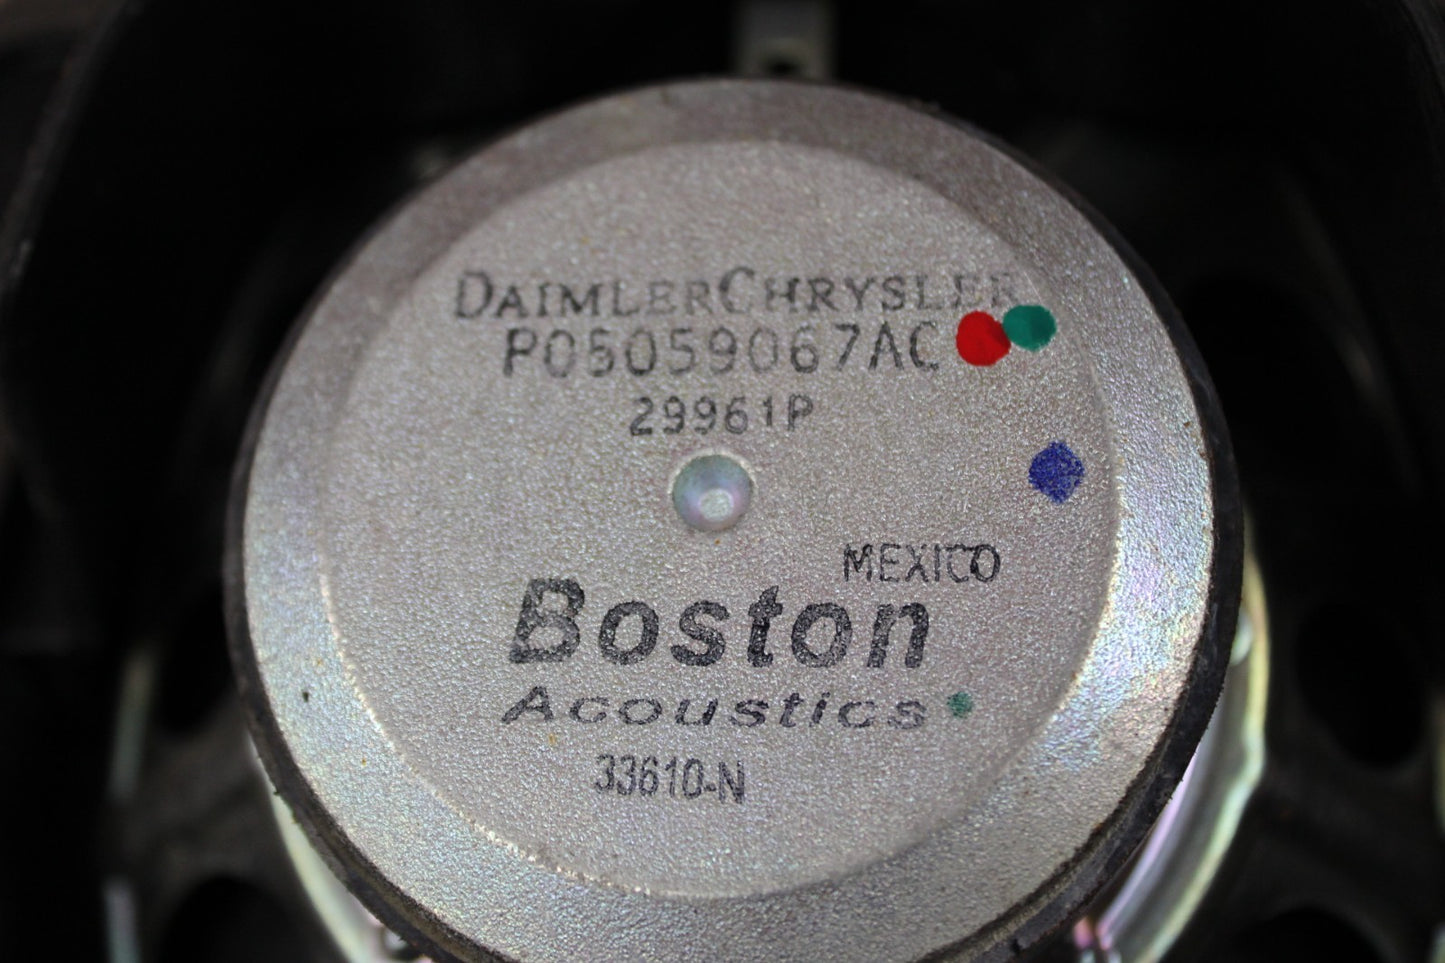 DAIMLERCHRYSLER
P05059067AC
29961P
MEXICO
Boston
Acoustics
33610-N